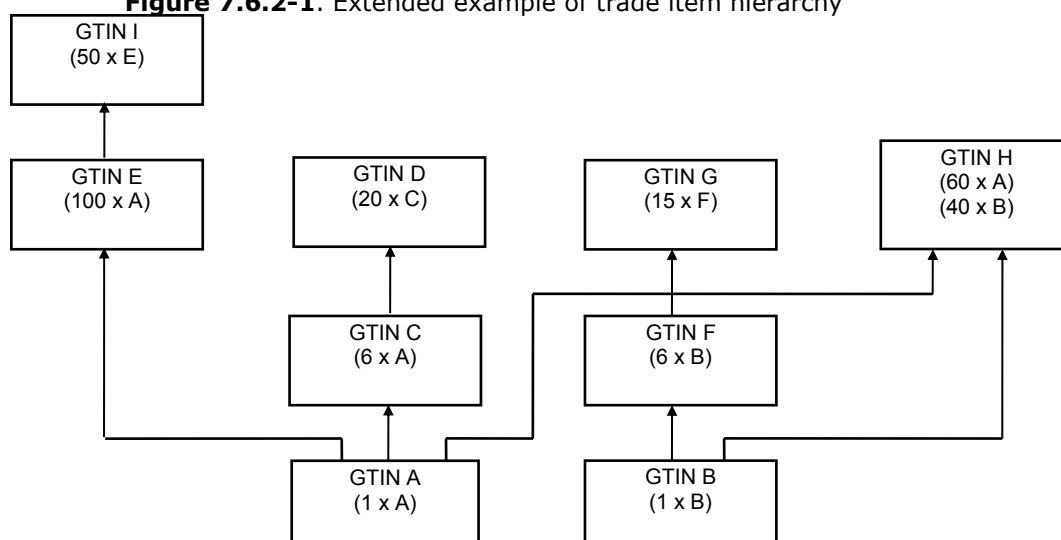 Figure 7.6.2-1. Extended example of trade item hierarchy
GTIN I
(50 x E)
GTIN E
(100 x A)
GTIN D
(20 x C)
GTIN G
(15 x F)
GTIN H
(60 x A)
(40 x B)
GTIN C
(6 x A)
GTIN F
(6 x B)
GTIN A
(1 x A)
GTIN B
(1 x B)